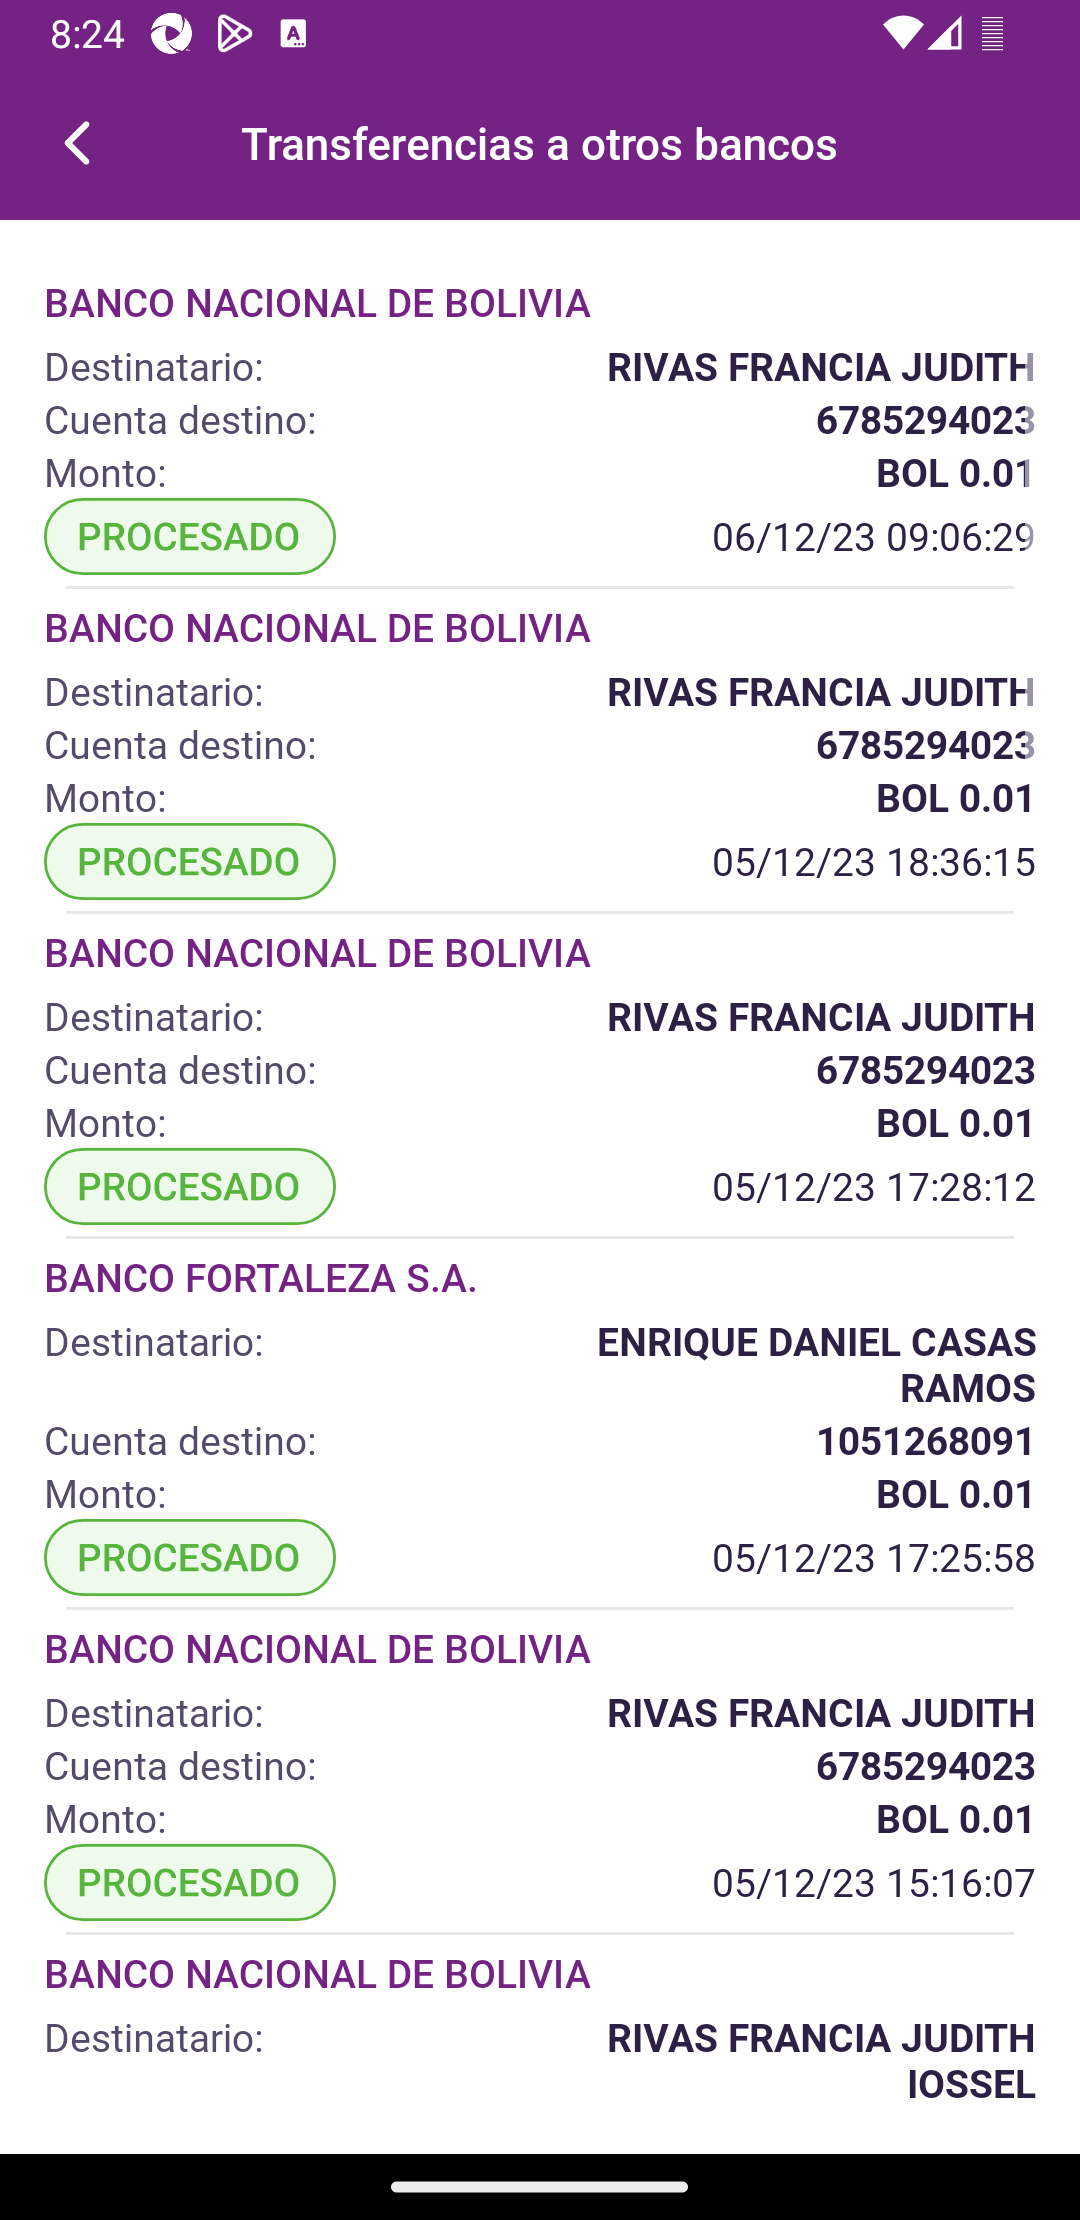 8:24
Transferencias a otros bancos
BANCO NACIONAL DE BOLIVIA
Destinatario: RIVAS FRANCIA JUDITH
Cuenta destino: 6785294023
Monto: BOL 0.01
PROCESADO 06/12/23 09:06:29
BANCO NACIONAL DE BOLIVIA
Destinatario: RIVAS FRANCIA JUDITH
Cuenta destino: 6785294023
Monto: BOL 0.01
PROCESADO 05/12/23 18:36:15
BANCO NACIONAL DE BOLIVIA
Destinatario: RIVAS FRANCIA JUDITH
Cuenta destino: 6785294023
Monto: BOL 0.01
PROCESADO 05/12/23 17:28:12
BANCO FORTALEZA S.A.
Destinatario: ENRIQUE DANIEL CASAS
RAMOS
Cuenta destino: 1051268091
Monto: BOL 0.01
PROCESADO 05/12/23 17:25:58
BANCO NACIONAL DE BOLIVIA
Destinatario: RIVAS FRANCIA JUDITH
Cuenta destino: 6785294023
Monto: BOL 0.01
PROCESADO 05/12/23 15:16:07
BANCO NACIONAL DE BOLIVIA
Destinatario: RIVAS FRANCIA JUDITH
IOSSEL